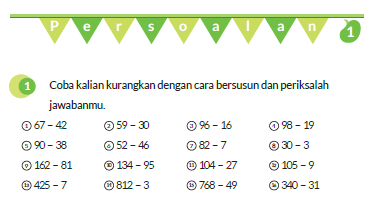 Persoalan 1
1 Coba kalian kurangkan dengan cara bersusun dan periksalah
jawabanmu.
① 67 – 42 ② 59 – 30 ③ 96 – 16 ④ 98 – 19
⑤ 90 – 38 ⑥ 52 – 46 ⑦ 82 – 7 ⑧ 30 – 3
⑨ 162 – 81 ⑩ 134 – 95 ⑪ 104 – 27 ⑫ 105 – 9
⑬ 425 – 7 ⑭ 812 – 3 ⑮ 768 – 49 ⑯ 340 – 31